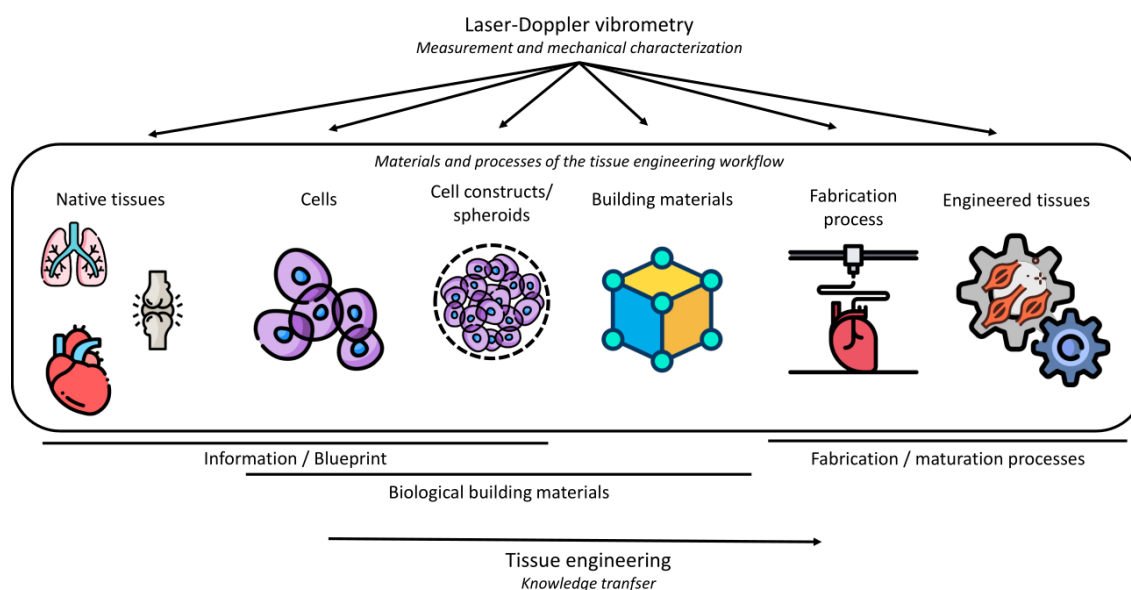 Laser-Doppler vibrometry
Measurement and mechanical characterization
Materials and processes of the tissue engineering workflow
Native tissues
Cells
Cell constructs/
spheroids
Building materials
Fabrication
process
Engineered tissues
Information / Blueprint
Fabrication / maturation processes
Biological building materials
Tissue engineering
Knowledge tranfser